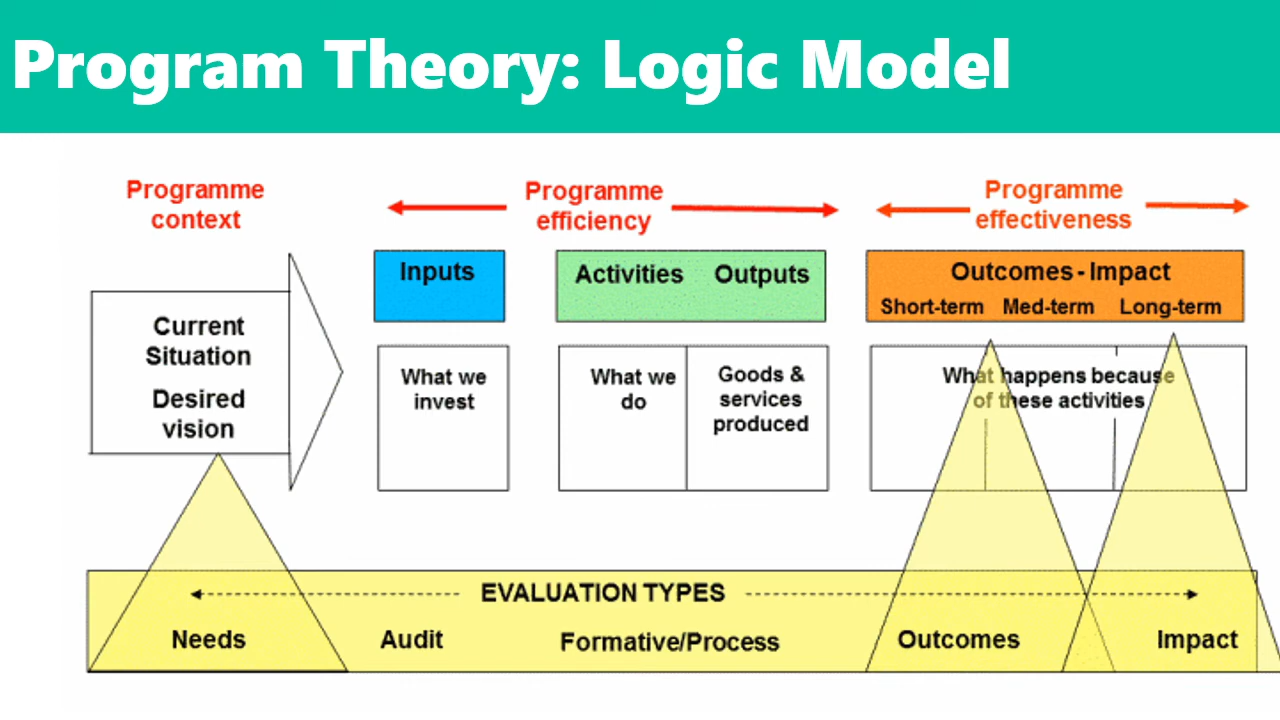 Program Theory: Logic Model
Programme
context
Programme
efficiency
Programme
effectiveness
Current
Situation
Desired
vision
Inputs
Activities Outputs
Outcomes - Impact
Short-term Med-term Long-term
What we
invest
What we
do
Goods &
services
produced
What happens because
of these activities
EVALUATION TYPES
Needs Audit Formative/Process Outcomes Impact